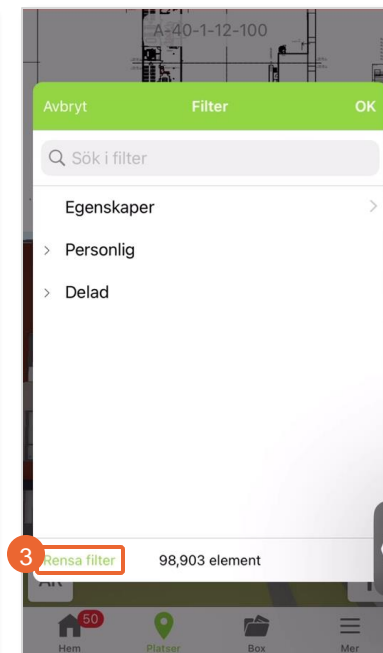 A-40-1-12-100
Avbryt Filter OK
Sök i filter
Egenskaper
Personlig
Delad
3 Rensa filter 98,903 element
AR
50
Hem Platser Box Mer